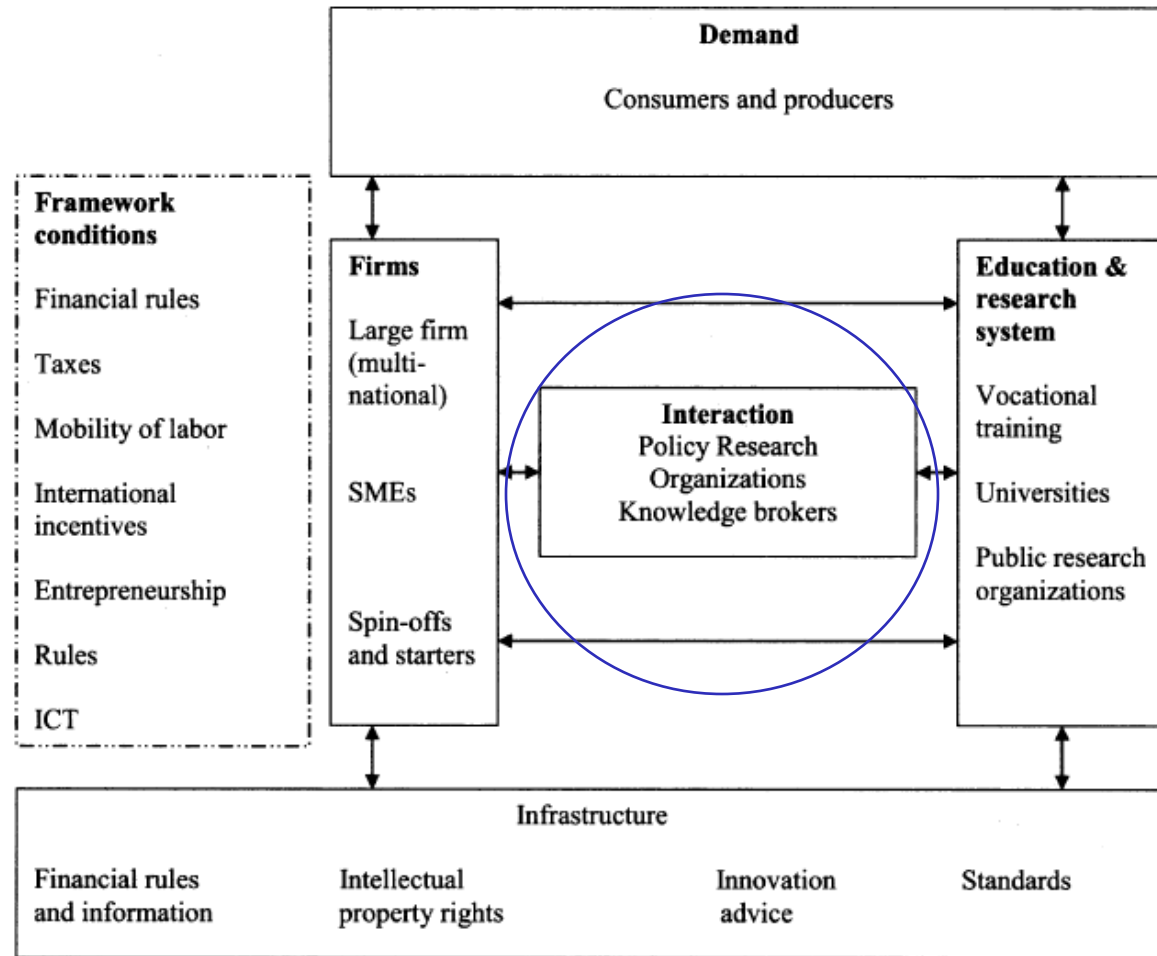 Demand
Consumers and producers
Framework
conditions
Financial rules
Taxes
Mobility of labor
International
incentives
Entrepreneurship
Rules
ICT
Firms
Large firm
(multi-
national)
SMEs
Spin-offs
and starters
Interaction
Policy Research
Organizations
Knowledge brokers
Education &
research
system
Vocational
training
Universities
Public research
organizations
Infrastructure
Financial rules
and information
Intellectual
property rights
Innovation
advice
Standards